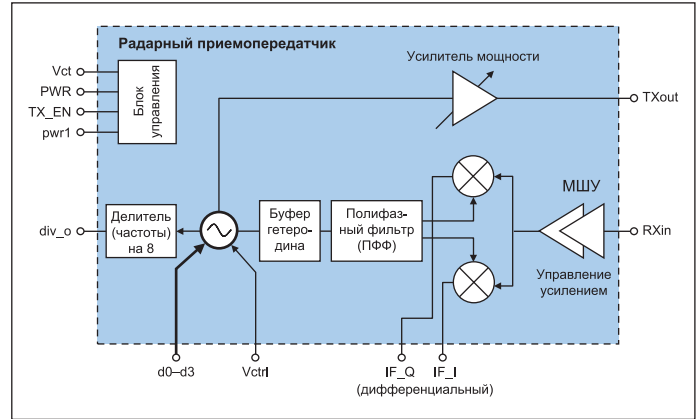 Радарный приемопередатчик
Vct
PWR
TX_EN
pwr1
Блок
управления
Усилитель мощности
TXout
div_o
Делитель
(частоты)
на 8
Буфер
гетеро-
дина
Полифаз-
ный фильтр
(ПФФ)
МШУ
RXin
Управление
усилением
d0–d3
Vctrl
IF_Q
IF_I
(дифференциальный)